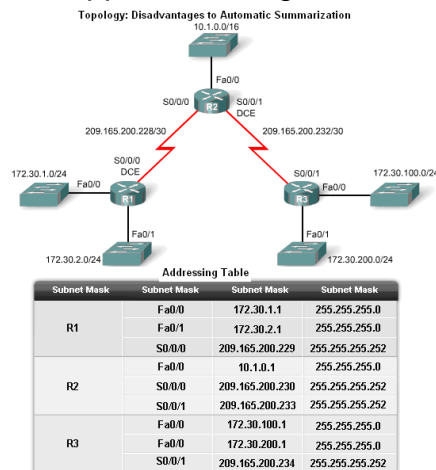 Topology: Disadvantages to Automatic Summarization
10.1.0.0/16
Fa0/0
S0/0/0 R2 S0/0/1
DCE
209.165.200.228/30 209.165.200.232/30
S0/0/0
DCE
S0/0/1
172.30.1.0/24 Fa0/0 R1
R3 Fa0/0 172.30.100.0/24
Fa0/1 Fa0/1
172.30.2.0/24 172.30.200.0/24
Addressing Table
Subnet Mask Subnet Mask Subnet Mask Subnet Mask
R1 Fa0/0 172.30.1.1 255.255.255.0
Fa0/1 172.30.2.1 255.255.255.0
S0/0/0 209.165.200.229 255.255.255.252
R2 Fa0/0 10.1.0.1 255.255.255.0
S0/0/0 209.165.200.230 255.255.255.252
S0/0/1 209.165.200.233 255.255.255.252
R3 Fa0/0 172.30.100.1 255.255.255.0
Fa0/0 172.30.200.1 255.255.255.0
S0/0/1 209.165.200.234 255.255.255.252